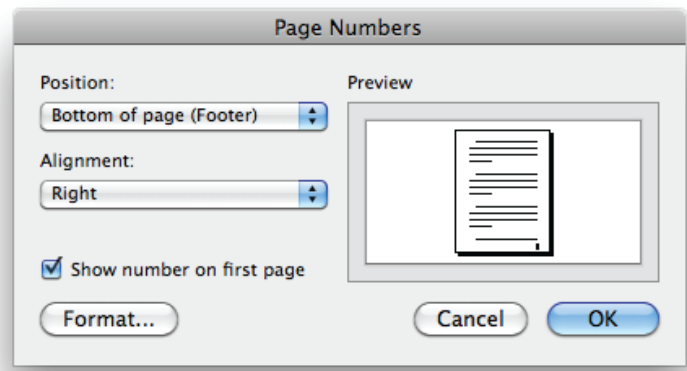 Page Numbers
Position:
Preview
Bottom of page (Footer)
Alignment:
Right
Show number on first page
Format...
Cancel
OK